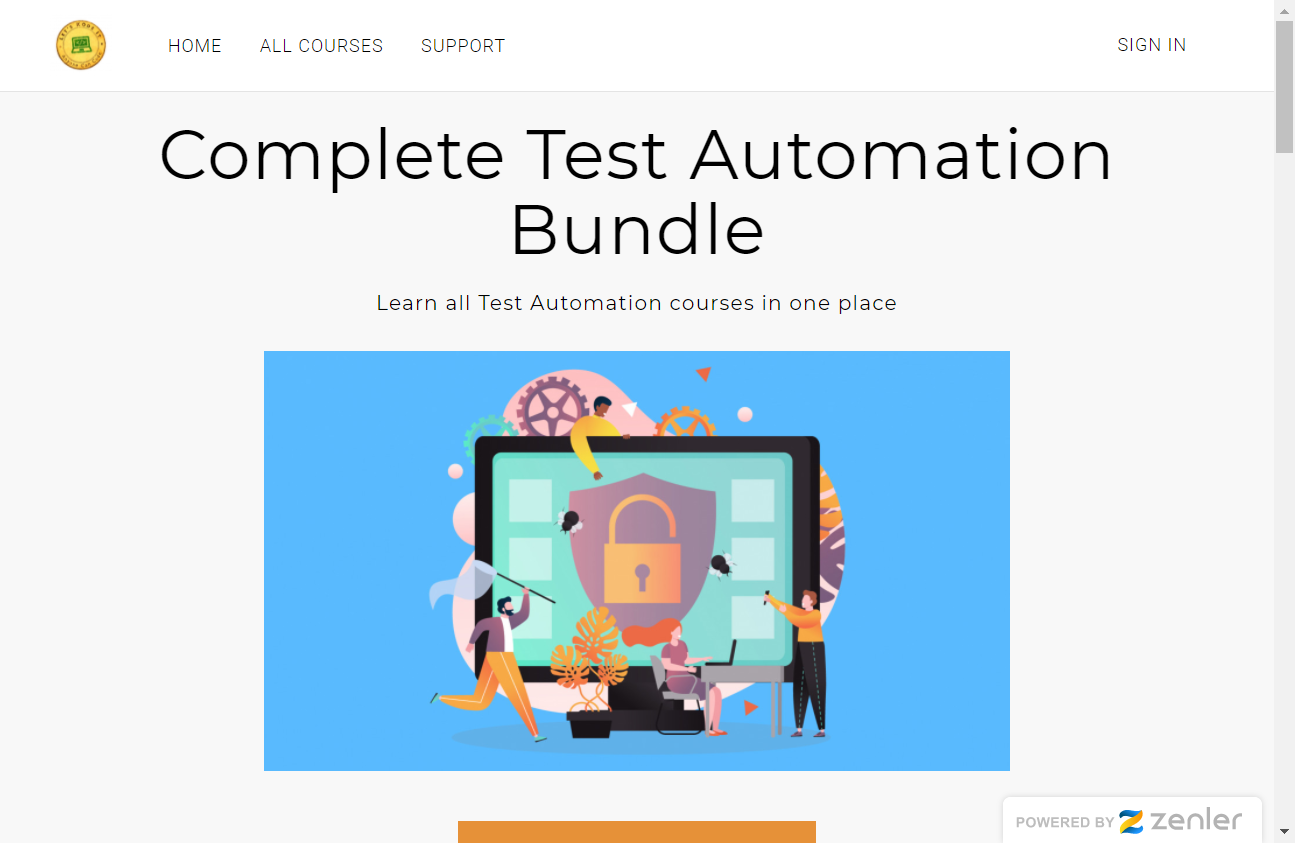 HOME
ALL COURSES
SUPPORT
SIGN IN
Complete Test Automation
Bundle
Learn all Test Automation courses in one place
POWERED BY zenler